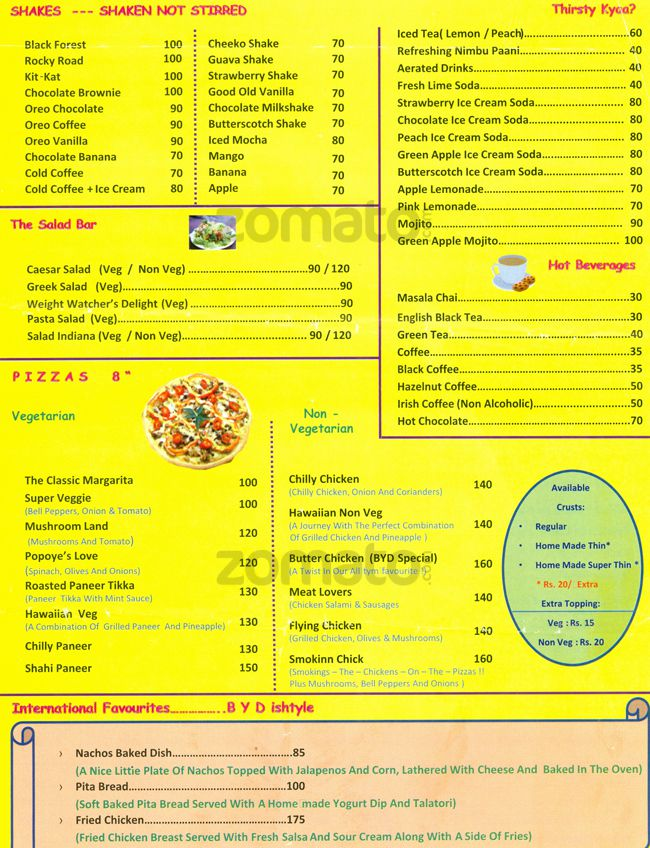 SHAKES --- SHAKEN NOT STIRRED
Black Forest 100
Rocky Road 100
Kit -Kat 100
Chocolate Brownie 100
Oreo Chocolate 90
Oreo Coffee 90
Oreo Vanilla 90
Chocolate Banana 70
Cold Coffee 70
Cold Coffee + Ice Cream 80
Cheeko Shake 70
Guava Shake 70
Strawberry Shake 70
Good Old Vanilla 70
Chocolate Milkshake 70
Butterscotch Shake 70
Iced Mocha 80
Mango 70
Banana 70
Apple 70
Thirsty Kyca?
Iced Tea( Lemon / Peach)...60
Refreshing Nimbu Paani... 40
Aerated Drinks... 40
Fresh Lime Soda... 40
Strawberry Ice Cream Soda... 80
Chocolate Ice Cream Soda... 80
Peach Ice Cream Soda... 80
Green Apple Ice Cream Soda... 80
Butterscotch Ice Cream Soda... 80
Apple Lemonade... 70
Pink Lemonade... 70
Mojito... 90
Green Apple Mojito... 100
The Salad Bar
Caesar Salad (Veg / Non Veg) ...90 / 120
Greek Salad (Veg)...90
Weight Watcher's Delight (Veg) ...90
Pasta Salad (Veg)...90
Salad Indiana (Veg / Non Veg)... 90 / 120
zomato.com
Hot Beverages
Masala Chai...30
English Black Tea...30
Green Tea...40
Coffee...35
Black Coffee...35
Hazelnut Coffee...50
Irish Coffee (Non Alcoholic)...50
Hot Chocolate...70
PIZZAS 8"
Vegetarian
The Classic Margarita 100
Super Veggie 100
(Bell Peppers, Onion & Tomato)
Mushroom Land 120
(Mushrooms And Tomato)
Popoye's Love 120
(Spinach, Olives And Onions)
Roasted Paneer Tikka 130
(Paneer Tikka With Mint Sauce)
Hawaiian Veg 130
(A Combination Of Grilled Paneer And Pineapple)
Chilly Paneer 130
Shahi Paneer 150
Non -
Vegetarian
Chilly Chicken 140
(Chilly Chicken, Onion And Corianders)
Hawaiian Non Veg 140
(A Journey With The Perfect Combination
Of Grilled Chicken And Pineapple )
Butter Chicken (BYD Special) 160
(A Twist In Our All tym favourite !)
Meat Lovers 140
(Chicken Salami & Sausages
Flying Chicken 140
(Grilled Chicken, Olives & Mushrooms)
Smokinn Chick 160
(Smokings – The – Chickens – On – The – Pizzas !!
Plus Mushrooms, Bell Peppers And Onions )
zomato.com
Available
Crusts:
• Regular
• Home Made Thin*
• Home Made Super Thin *
* Rs. 20/ Extra
Extra Topping:
Veg : Rs. 15
Non Veg : Rs. 20
International Favourites...............B Y D ishtyle
› Nachos Baked Dish...85
(A Nice Little Plate Of Nachos Topped With Jalapenos And Corn, Lathered With Cheese And Baked In The Oven)
› Pita Bread...100
(Soft Baked Pita Bread Served With A Home made Yogurt Dip And Talatori)
› Fried Chicken...175
(Fried Chicken Breast Served With Fresh Salsa And Sour Cream Along With A Side Of Fries)